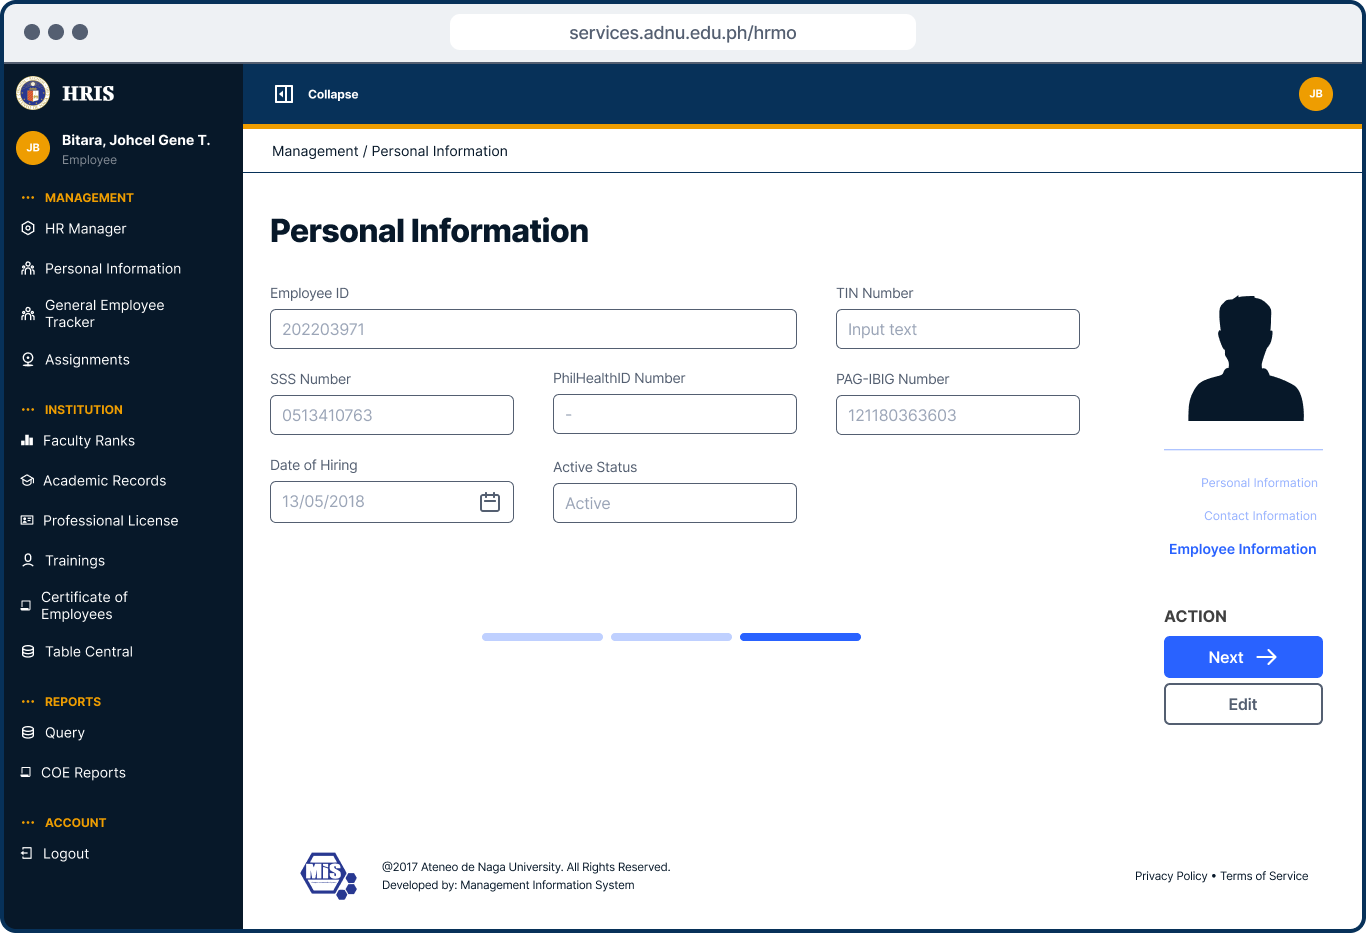 services.adnu.edu.ph/hrmo
HRIS
Collapse
JB
JB
Bitara, Johcel Gene T.
Employee
Management / Personal Information
MANAGEMENT
HR Manager
Personal Information
General Employee
Tracker
Assignments
INSTITUTION
Faculty Ranks
Academic Records
Professional License
Trainings
Certificate of
Employees
Table Central
REPORTS
Query
COE Reports
ACCOUNT
Logout
Personal Information
Employee ID
202203971
TIN Number
Input text
SSS Number
0513410763
PhilHealthID Number
-
PAG-IBIG Number
121180363603
Date of Hiring
13/05/2018
Active Status
Active
Personal Information
Contact Information
Employee Information
ACTION
Next
Edit
MiS
@2017 Ateneo de Naga University. All Rights Reserved.
Developed by: Management Information System
Privacy Policy • Terms of Service